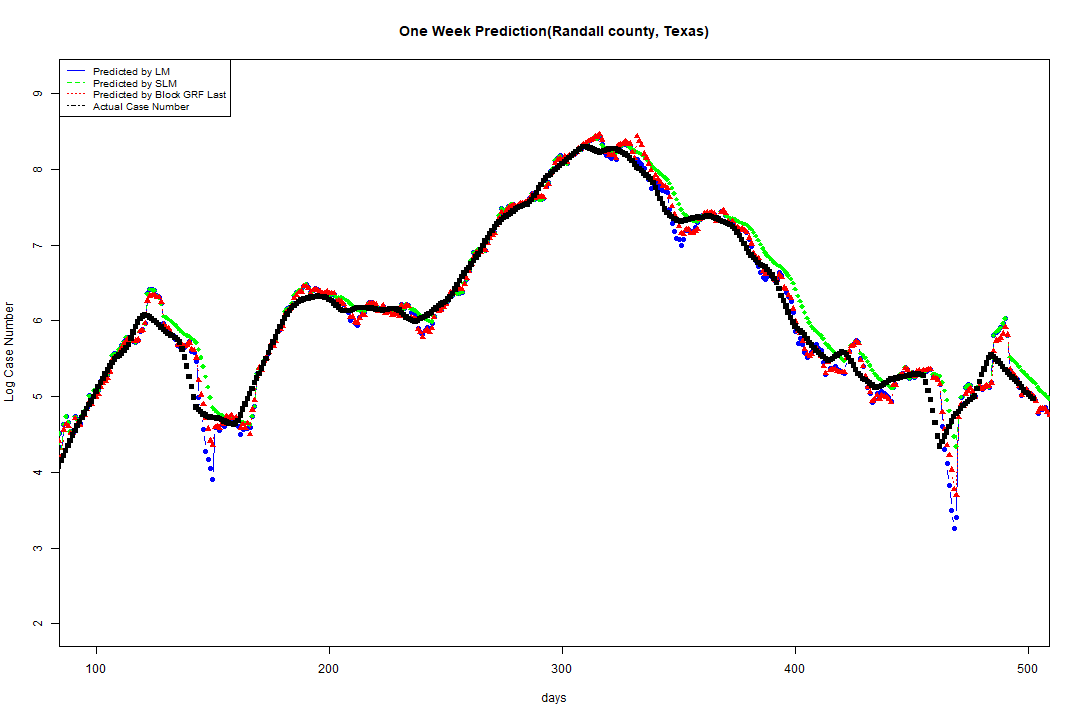 One Week Prediction(Randall county, Texas)
Predicted by LM
Predicted by SLM
Predicted by Block GRF Last
Actual Case Number
Log Case Number
9
8
7
6
5
4
3
2
100 200 300 400 500
days